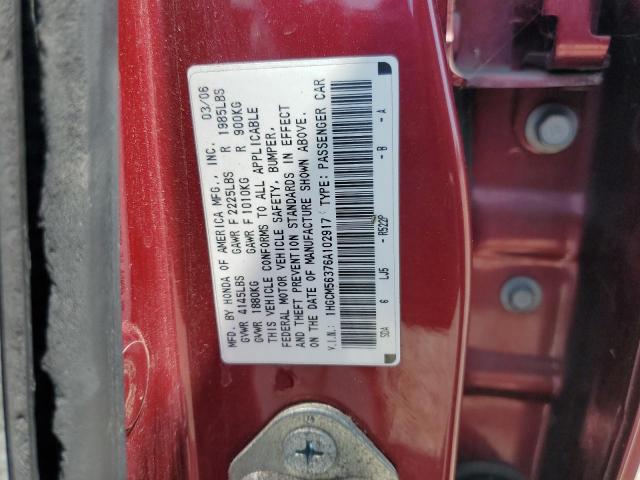 MFD. BY HONDA OF AMERICA MFG., INC. 03/06
GVWR 4145LBS GAWR F 2225LBS R 1985LBS
GVWR 1880KG GAWR F 1010KG R 900KG
THIS VEHICLE CONFORMS TO ALL APPLICABLE
FEDERAL MOTOR VEHICLE SAFETY, BUMPER,
AND THEFT PREVENTION STANDARDS IN EFFECT
ON THE DATE OF MANUFACTURE SHOWN ABOVE.
V.I.N.: 1HGCM56376A102917 TYPE: PASSENGER CAR
SDA 6 LJ5 - R522P - B - A